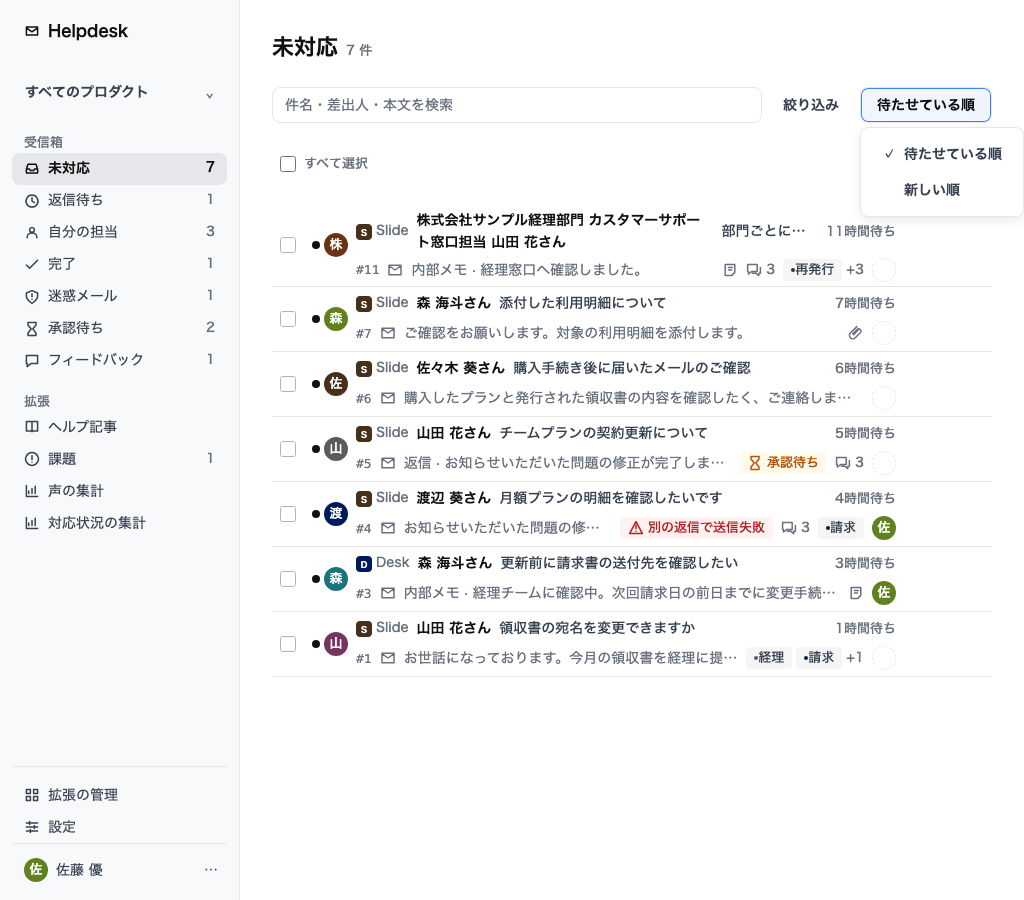 Helpdesk
すべてのプロダクト
受信箱
未対応 7
返信待ち 1
自分の担当 3
完了 1
迷惑メール 1
承認待ち 2
フィードバック 1
拡張
ヘルプ記事
課題 1
声の集計
対応状況の集計
拡張の管理
設定
佐 佐藤 優 …
未対応 7 件
件名・差出人・本文を検索 絞り込み 待たせている順
✓ 待たせている順
新しい順
すべて選択
株 S Slide 株式会社サンプル経理部門 カスタマーサポー
ト窓口担当 山田 花さん 部門ごとに… 11時間待ち
#11 内部メモ · 経理窓口へ確認しました。 3 •再発行 +3
森 S Slide 森 海斗さん 添付した利用明細について 7時間待ち
#7 ご確認をお願いします。対象の利用明細を添付します。
佐 S Slide 佐々木 葵さん 購入手続き後に届いたメールのご確認 6時間待ち
#6 購入したプランと発行された領収書の内容を確認したく、ご連絡しま…
山 S Slide 山田 花さん チームプランの契約更新について 5時間待ち
#5 返信 · お知らせいただいた問題の修正が完了しま… 承認待ち 3
渡 S Slide 渡辺 葵さん 月額プランの明細を確認したいです 4時間待ち
#4 お知らせいただいた問題の修… 別の返信で送信失敗 3 •請求 佐
森 D Desk 森 海斗さん 更新前に請求書の送付先を確認したい 3時間待ち
#3 内部メモ · 経理チームに確認中。次回請求日の前日までに変更手続… 佐
山 S Slide 山田 花さん 領収書の宛名を変更できますか 1時間待ち
#1 お世話になっております。今月の領収書を経理に提… •経理 •請求 +1